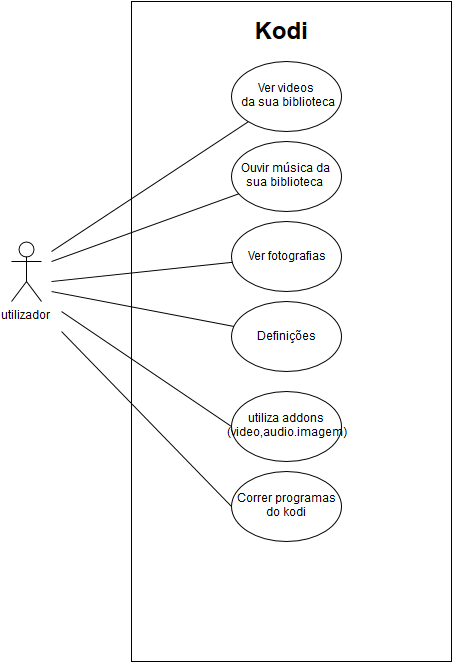 Kodi
Ver videos
da sua biblioteca
Ouvir música da
sua biblioteca
Ver fotografias
utilizador
Definições
utiliza addons
(video,audio.imagem)
Correr programas
do kodi